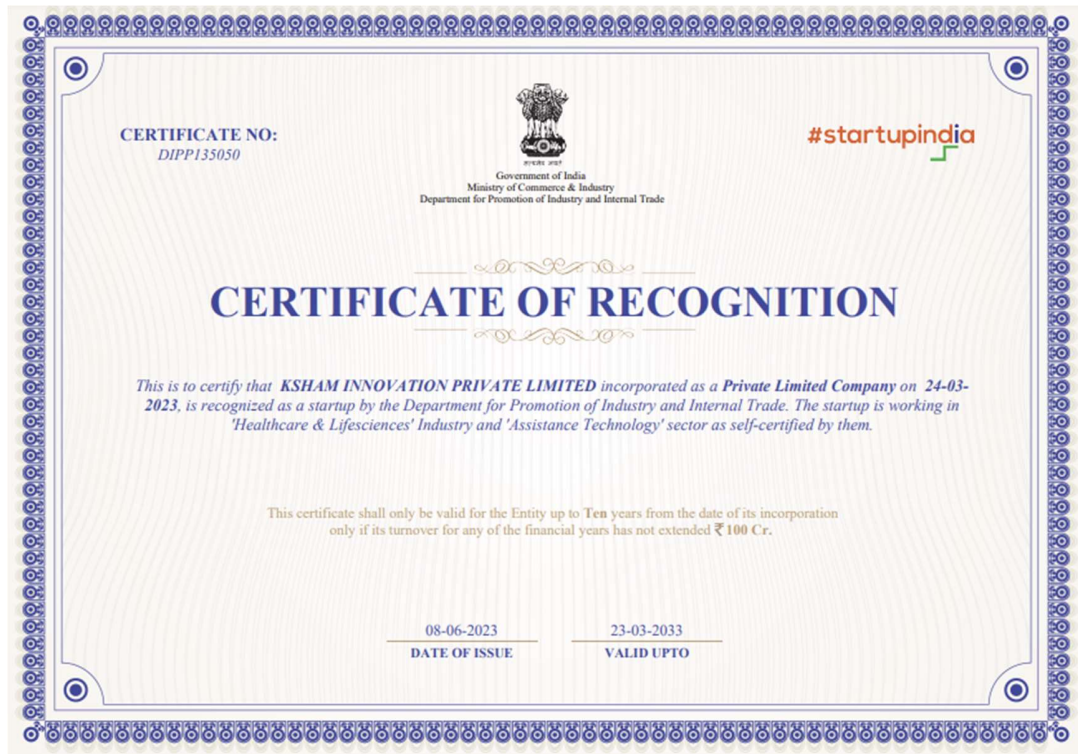 CERTIFICATE NO:
DIPP135050
#startupindia
सत्यमेव जयते
Government of India
Ministry of Commerce & Industry
Department for Promotion of Industry and Internal Trade
CERTIFICATE OF RECOGNITION
This is to certify that KSHAM INNOVATION PRIVATE LIMITED incorporated as a Private Limited Company on 24-03-
2023, is recognized as a startup by the Department for Promotion of Industry and Internal Trade. The startup is working in
'Healthcare & Lifesciences' Industry and 'Assistance Technology' sector as self-certified by them.
This certificate shall only be valid for the Entity up to Ten years from the date of its incorporation
only if its turnover for any of the financial years has not extended ₹ 100 Cr.
08-06-2023
DATE OF ISSUE
23-03-2033
VALID UPTO